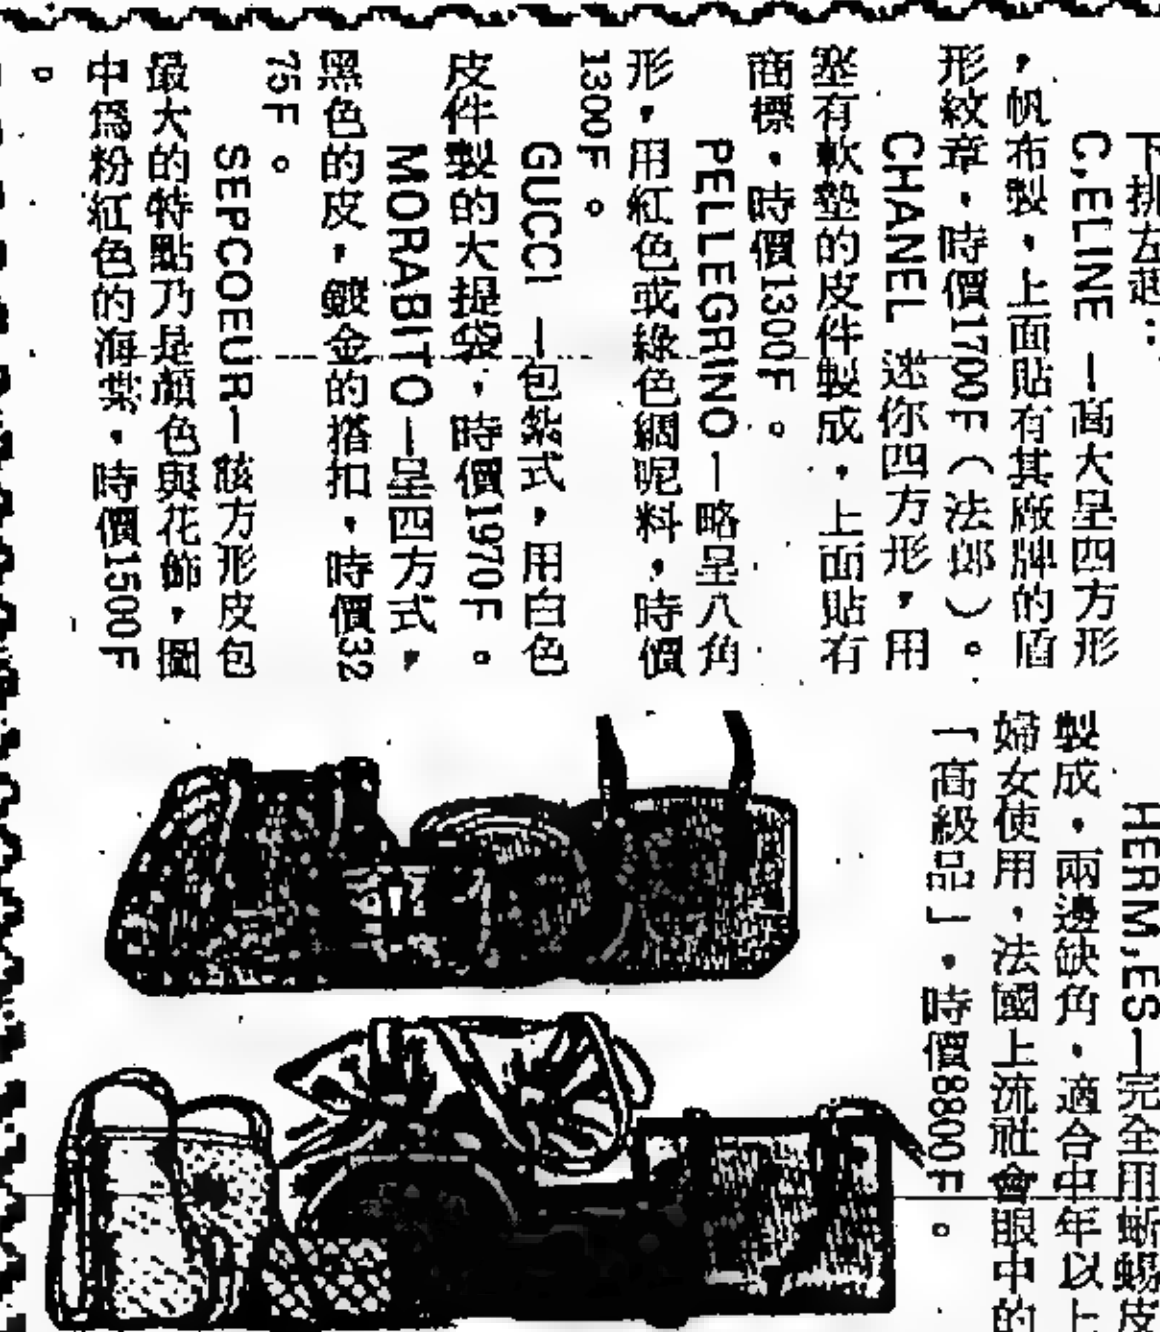 下排左起：
C,ELINE —高大呈四方形
，帆布製，上面貼有其廠牌的盾
形紋章，時價1700F（法郎）。
CHANEL 迷你四方形，用
塞有軟墊的皮件製成，上面貼有
商標，時價1300F。
PELLEGRINO—略呈八角
形，用紅色或綠色綢呢料，時價
1300F。
GUCCI —包紮式，用白色
皮件製的大提袋，時價1970F。
MORABITO—呈四方式，
黑色的皮，鍍金的搭扣，時價32
75F。
SEPCOEUR—該方形皮包
最大的特點乃是顏色與花飾，圖
中爲粉紅色的海棠，時價1500F
。
HERM,ES—完全用蜥蜴皮
製成，兩邊缺角，適合中年以上
婦女使用，法國上流社會眼中的
「高級品」，時價8800F。